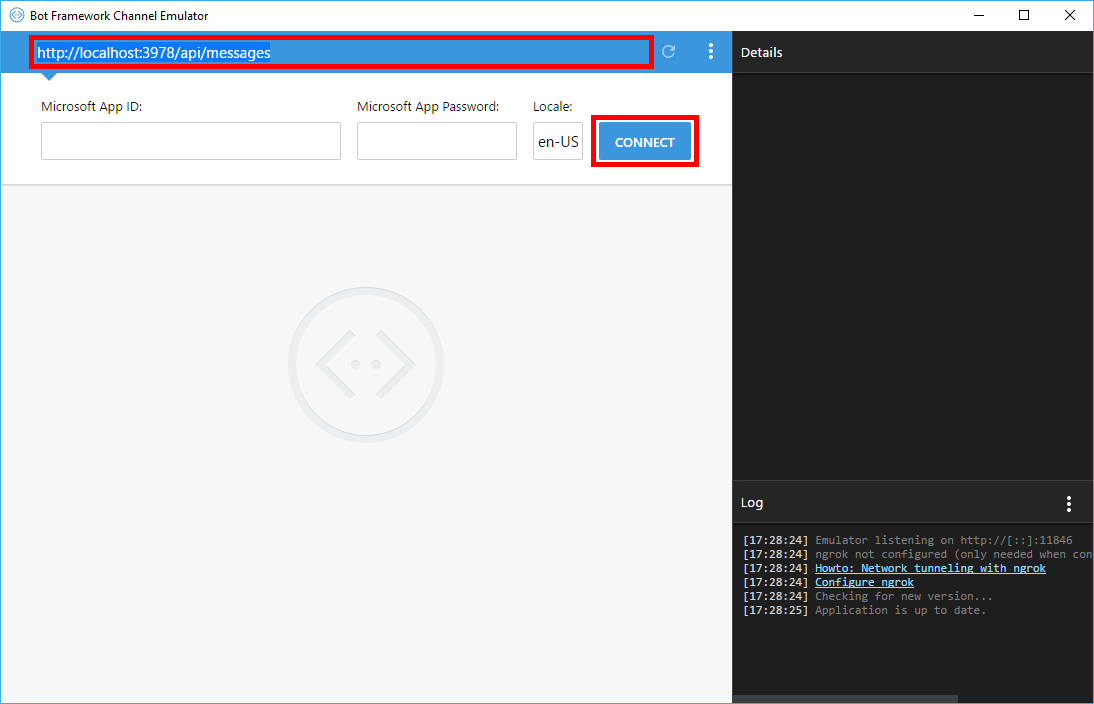 Bot Framework Channel Emulator
http://localhost:3978/api/messages
Details
Microsoft App ID:
Microsoft App Password:
Locale:
en-US
CONNECT
Log
[17:28:24] Emulator listening on http://[::]:11846
[17:28:24] ngrok not configured (only needed when con
[17:28:24] Howto: Network tunneling with ngrok
[17:28:24] Configure ngrok
[17:28:24] Checking for new version...
[17:28:25] Application is up to date.